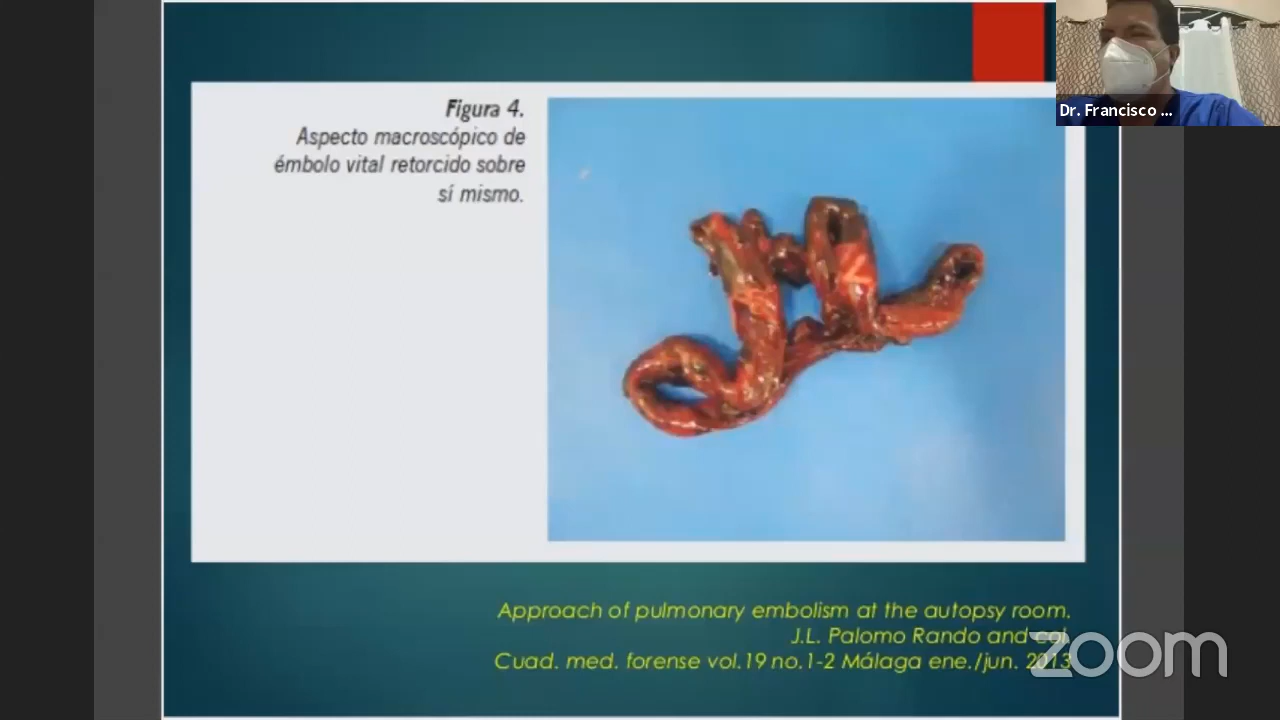 Figura 4.
Aspecto macroscópico de
émbolo vital retorcido sobre
sí mismo.
Dr. Francisco ...
Approach of pulmonary embolism at the autopsy room.
J.L. Palomo Rando and col.
Cuad. med. forense vol.19 no.1-2 Málaga ene./jun. 2013
zoom